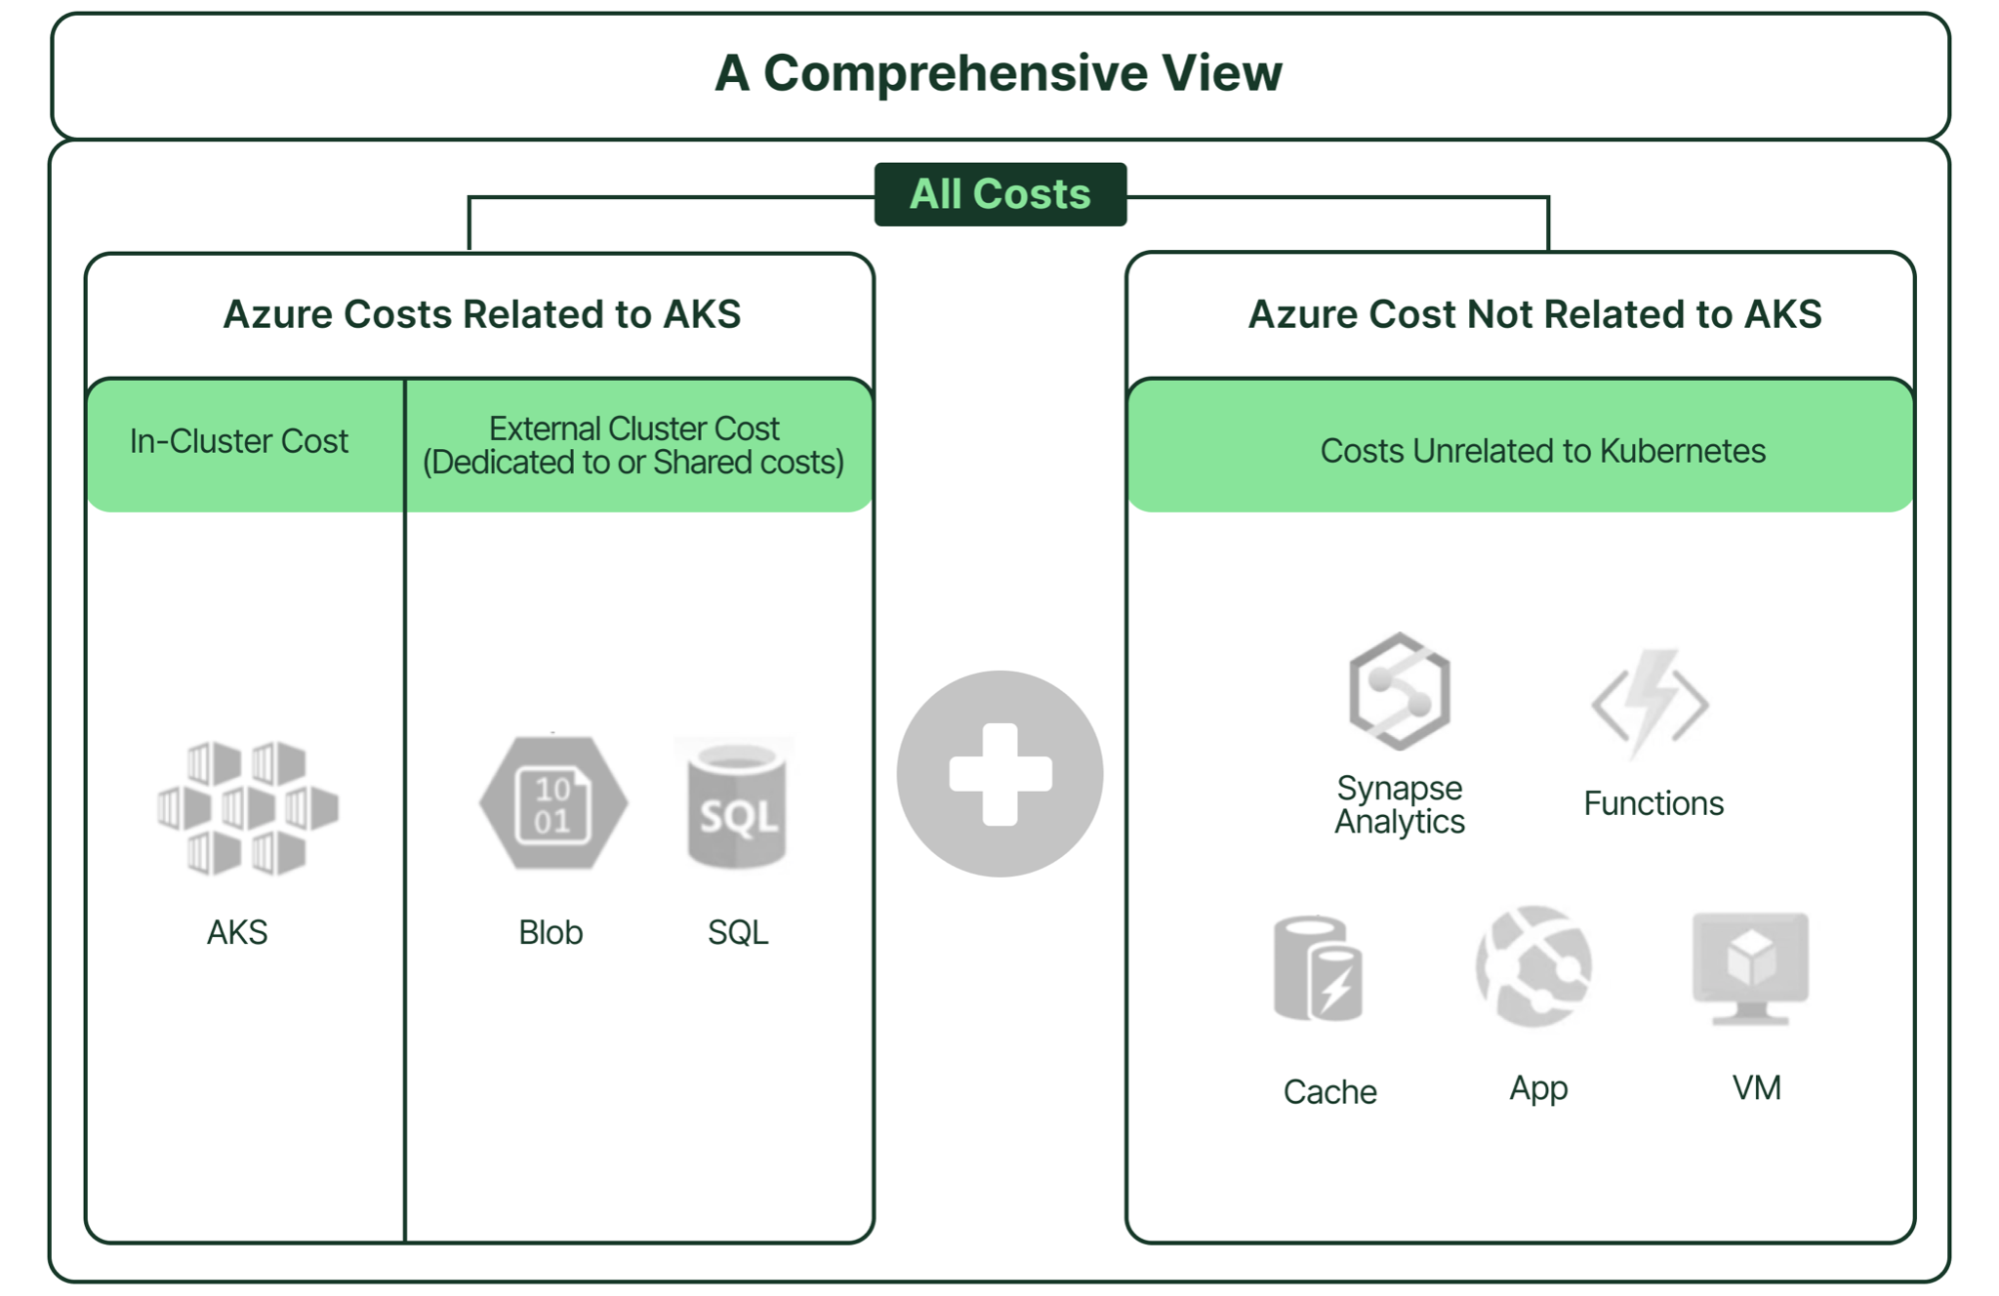 A Comprehensive View
All Costs
Azure Costs Related to AKS
In-Cluster Cost
External Cluster Cost
(Dedicated to or Shared costs)
10
01
SQL
AKS
Blob
SQL
Azure Cost Not Related to AKS
Costs Unrelated to Kubernetes
Synapse
Analytics
Functions
Cache
App
VM